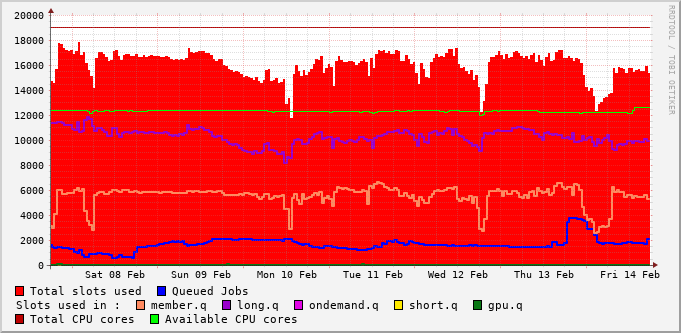 20000
18000
16000
14000
12000
10000
8000
6000
4000
2000
0
Sat 08 Feb Sun 09 Feb Mon 10 Feb Tue 11 Feb Wed 12 Feb Thu 13 Feb Fri 14 Feb
RRDTOOL / TOBI OETIKER
Total slots used Queued Jobs
Slots used in : member.q long.q ondemand.q short.q gpu.q
Total CPU cores Available CPU cores